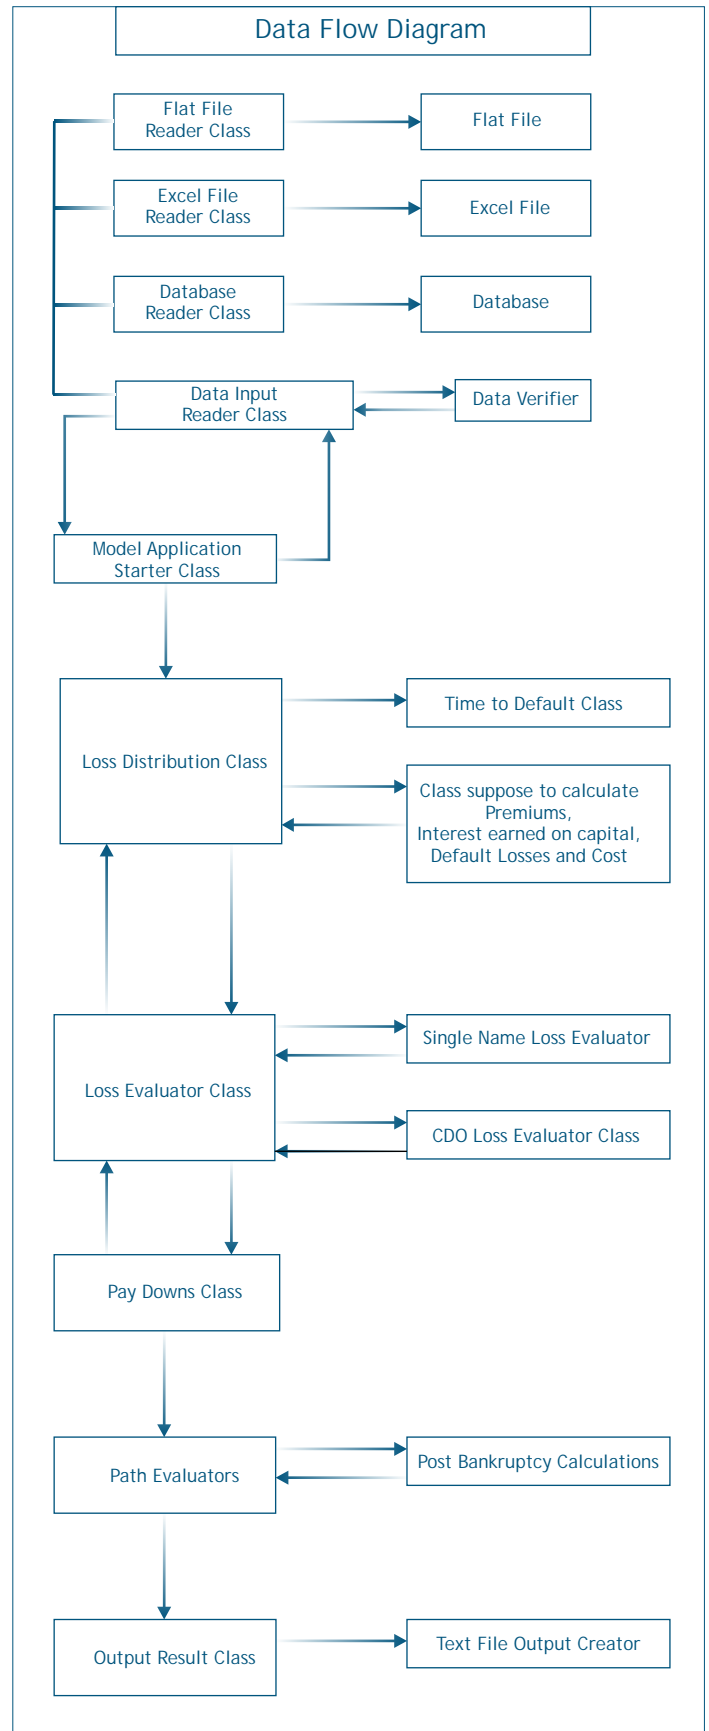 Data Flow Diagram
Flat File
Reader Class
Flat File
Excel File
Reader Class
Excel File
Database
Reader Class
Database
Data Input
Reader Class
Data Verifier
Model Application
Starter Class
Loss Distribution Class
Time to Default Class
Class suppose to calculate
Premiums,
Interest earned on capital,
Default Losses and Cost
Loss Evaluator Class
Single Name Loss Evaluator
CDO Loss Evaluator Class
Pay Downs Class
Path Evaluators
Post Bankruptcy Calculations
Output Result Class
Text File Output Creator